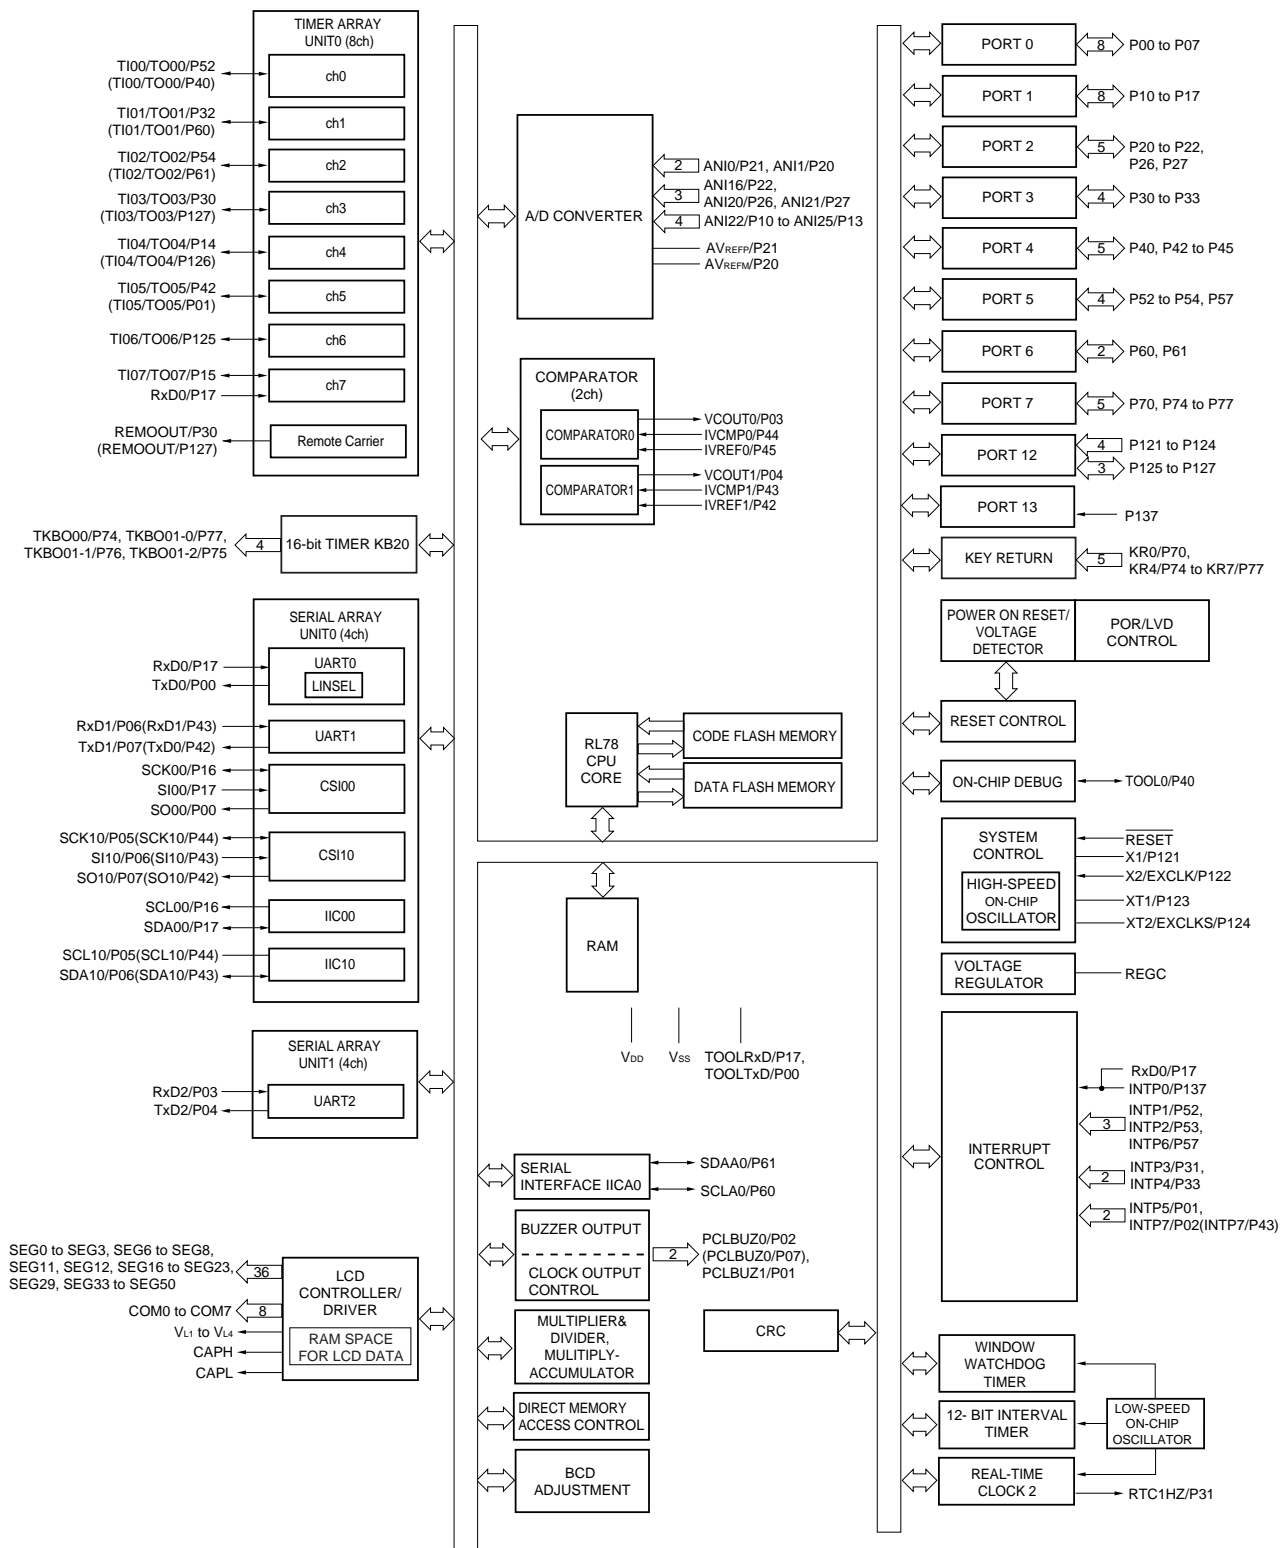 TIMER ARRAY
UNIT0 (8ch)
TI00/TO00/P52
(TI00/TO00/P40)
ch0
TI01/TO01/P32
(TI01/TO01/P60)
ch1
TI02/TO02/P54
(TI02/TO02/P61)
ch2
TI03/TO03/P30
(TI03/TO03/P127)
ch3
TI04/TO04/P14
(TI04/TO04/P126)
ch4
TI05/TO05/P42
(TI05/TO05/P01)
ch5
TI06/TO06/P125
ch6
TI07/TO07/P15
RxD0/P17
ch7
REMOOUT/P30
(REMOOUT/P127)
Remote Carrier
TKBO00/P74, TKBO01-0/P77,
TKBO01-1/P76, TKBO01-2/P75
4
16-bit TIMER KB20
SERIAL ARRAY
UNIT0 (4ch)
RxD0/P17
TxD0/P00
UART0
LINSEL
RxD1/P06(RxD1/P43)
TxD1/P07(TxD0/P42)
UART1
SCK00/P16
SI00/P17
SO00/P00
CSI00
SCK10/P05(SCK10/P44)
SI10/P06(SI10/P43)
SO10/P07(SO10/P42)
CSI10
SCL00/P16
SDA00/P17
IIC00
SCL10/P05(SCL10/P44)
SDA10/P06(SDA10/P43)
IIC10
SERIAL ARRAY
UNIT1 (4ch)
RxD2/P03
TxD2/P04
UART2
SEG0 to SEG3, SEG6 to SEG8,
SEG11, SEG12, SEG16 to SEG23,
SEG29, SEG33 to SEG50
36
COM0 to COM7
8
VL1 to VL4
CAPH
CAPL
LCD
CONTROLLER/
DRIVER
RAM SPACE
FOR LCD DATA
A/D CONVERTER
2
ANI0/P21, ANI1/P20
3
ANI16/P22,
ANI20/P26, ANI21/P27
4
ANI22/P10 to ANI25/P13
AVREFP/P21
AVREFM/P20
COMPARATOR
(2ch)
COMPARATOR0
VCOUT0/P03
IVCMP0/P44
IVREF0/P45
COMPARATOR1
VCOUT1/P04
IVCMP1/P43
IVREF1/P42
RL78
CPU
CORE
CODE FLASH MEMORY
DATA FLASH MEMORY
RAM
VDD
VSS
TOOLRxD/P17,
TOOLTxD/P00
SERIAL
INTERFACE IICA0
SDAA0/P61
SCLA0/P60
BUZZER OUTPUT
CLOCK OUTPUT
CONTROL
2
PCLBUZ0/P02
(PCLBUZ0/P07),
PCLBUZ1/P01
MULTIPLIER&
DIVIDER,
MULITIPLY-
ACCUMULATOR
DIRECT MEMORY
ACCESS CONTROL
BCD
ADJUSTMENT
CRC
PORT 0
8
P00 to P07
PORT 1
8
P10 to P17
PORT 2
5
P20 to P22,
P26, P27
PORT 3
4
P30 to P33
PORT 4
5
P40, P42 to P45
PORT 5
4
P52 to P54, P57
PORT 6
2
P60, P61
PORT 7
5
P70, P74 to P77
PORT 12
4
P121 to P124
3
P125 to P127
PORT 13
P137
KEY RETURN
5
KR0/P70,
KR4/P74 to KR7/P77
POWER ON RESET/
VOLTAGE
DETECTOR
POR/LVD
CONTROL
RESET CONTROL
ON-CHIP DEBUG
TOOL0/P40
SYSTEM
CONTROL
HIGH-SPEED
ON-CHIP
OSCILLATOR
RESET
X1/P121
X2/EXCLK/P122
XT1/P123
XT2/EXCLKS/P124
VOLTAGE
REGULATOR
REGC
INTERRUPT
CONTROL
RxD0/P17
INTP0/P137
3
INTP1/P52,
INTP2/P53,
INTP6/P57
2
INTP3/P31,
INTP4/P33
2
INTP5/P01,
INTP7/P02(INTP7/P43)
WINDOW
WATCHDOG
TIMER
12- BIT INTERVAL
TIMER
LOW-SPEED
ON-CHIP
OSCILLATOR
REAL-TIME
CLOCK 2
RTC1HZ/P31